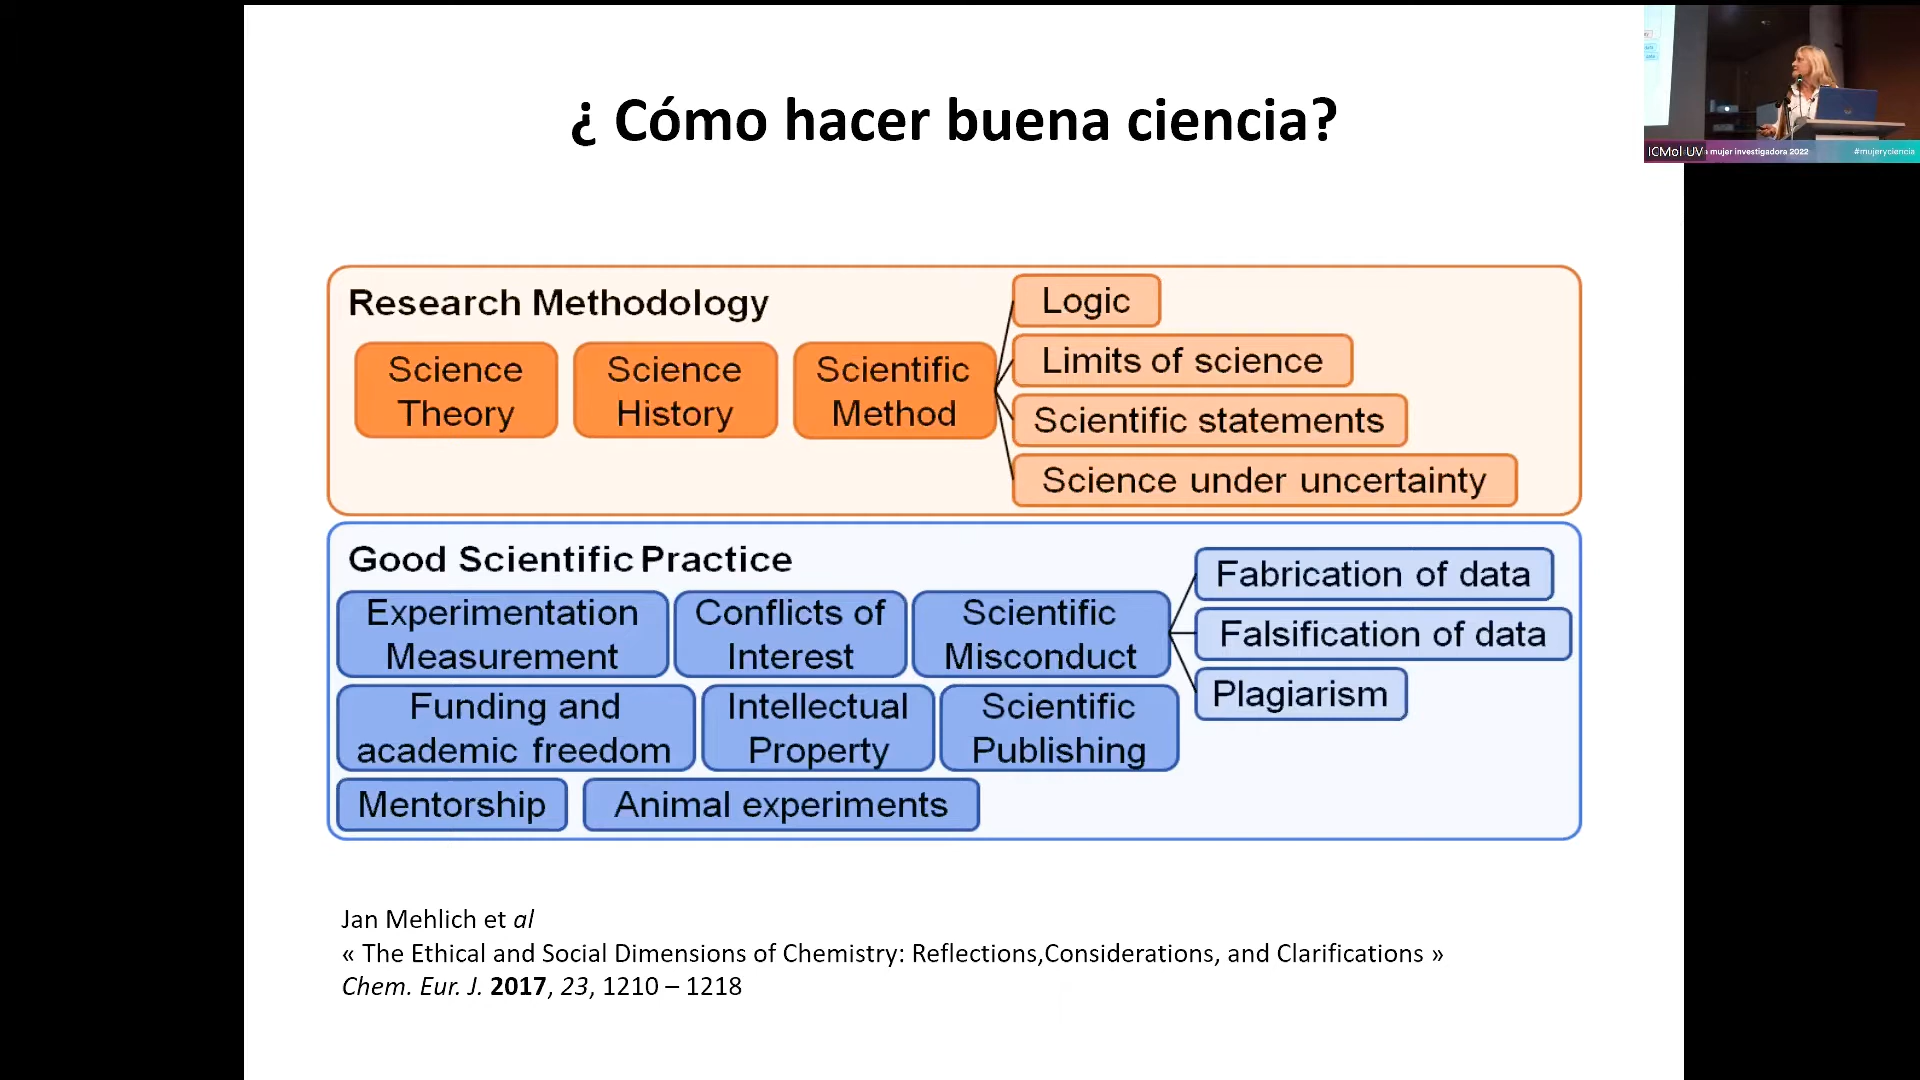 ¿ Cómo hacer buena ciencia?
ICMol UV
mujer investigadora 2022
#mujeryciencia
Research Methodology
Science
Theory
Science
History
Scientific
Method
Logic
Limits of science
Scientific statements
Science under uncertainty
Good Scientific Practice
Experimentation
Measurement
Conflicts of
Interest
Scientific
Misconduct
Fabrication of data
Falsification of data
Plagiarism
Funding and
academic freedom
Intellectual
Property
Scientific
Publishing
Mentorship
Animal experiments
Jan Mehlich et al
« The Ethical and Social Dimensions of Chemistry: Reflections,Considerations, and Clarifications »
Chem. Eur. J. 2017, 23, 1210 – 1218